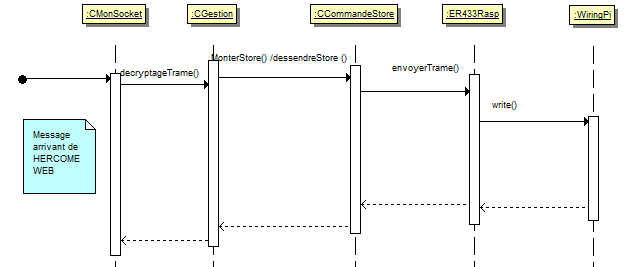 :CMonSocket
:CGestion
:CCommandeStore
:ER433Rasp
:WiringPi
decryptageTrame()
MonterStore() /dessendreStore ()
envoyerTrame()
write()
Message
arrivant de
HERCOME
WEB